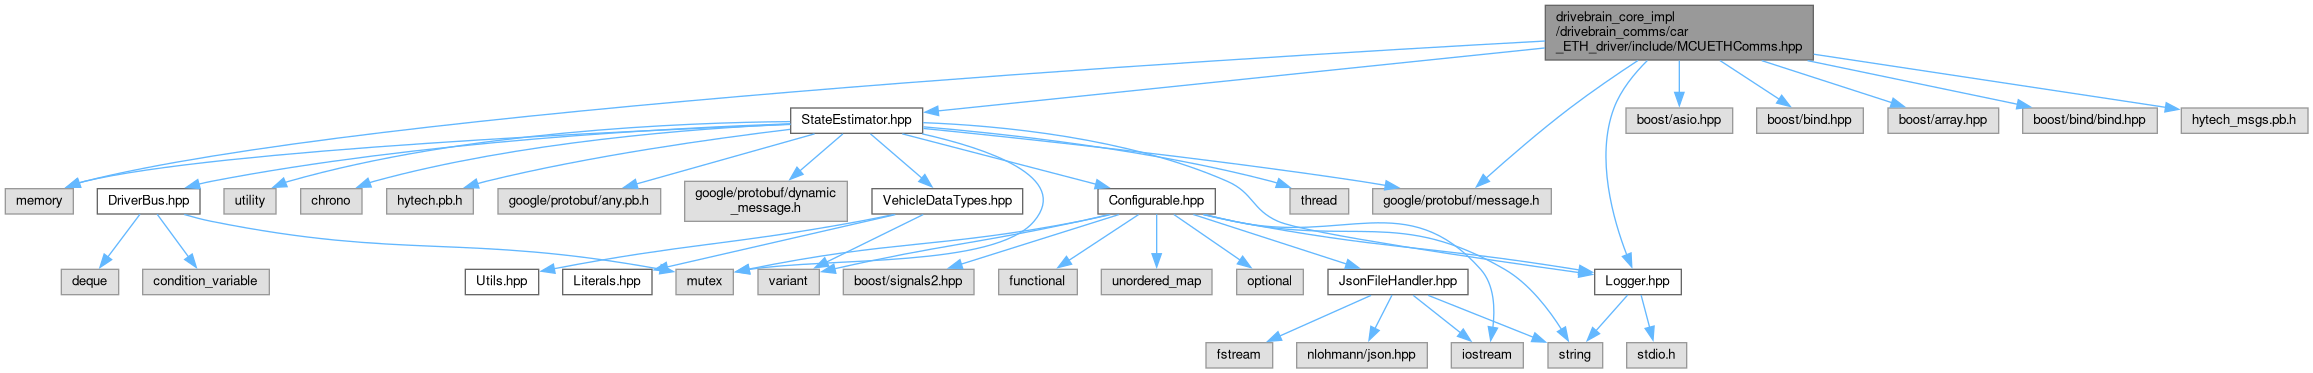 drivebrain_core_impl
/drivebrain_comms/car
_ETH_driver/include/MCUETHComms.hpp
StateEstimator.hpp
boost/asio.hpp
boost/bind.hpp
boost/array.hpp
boost/bind/bind.hpp
hytech_msgs.pb.h
memory
DriverBus.hpp
utility
chrono
hytech.pb.h
google/protobuf/any.pb.h
google/protobuf/dynamic
_message.h
VehicleDataTypes.hpp
Configurable.hpp
thread
google/protobuf/message.h
deque
condition_variable
Utils.hpp
Literals.hpp
mutex
variant
boost/signals2.hpp
functional
unordered_map
optional
JsonFileHandler.hpp
Logger.hpp
fstream
nlohmann/json.hpp
iostream
string
stdio.h